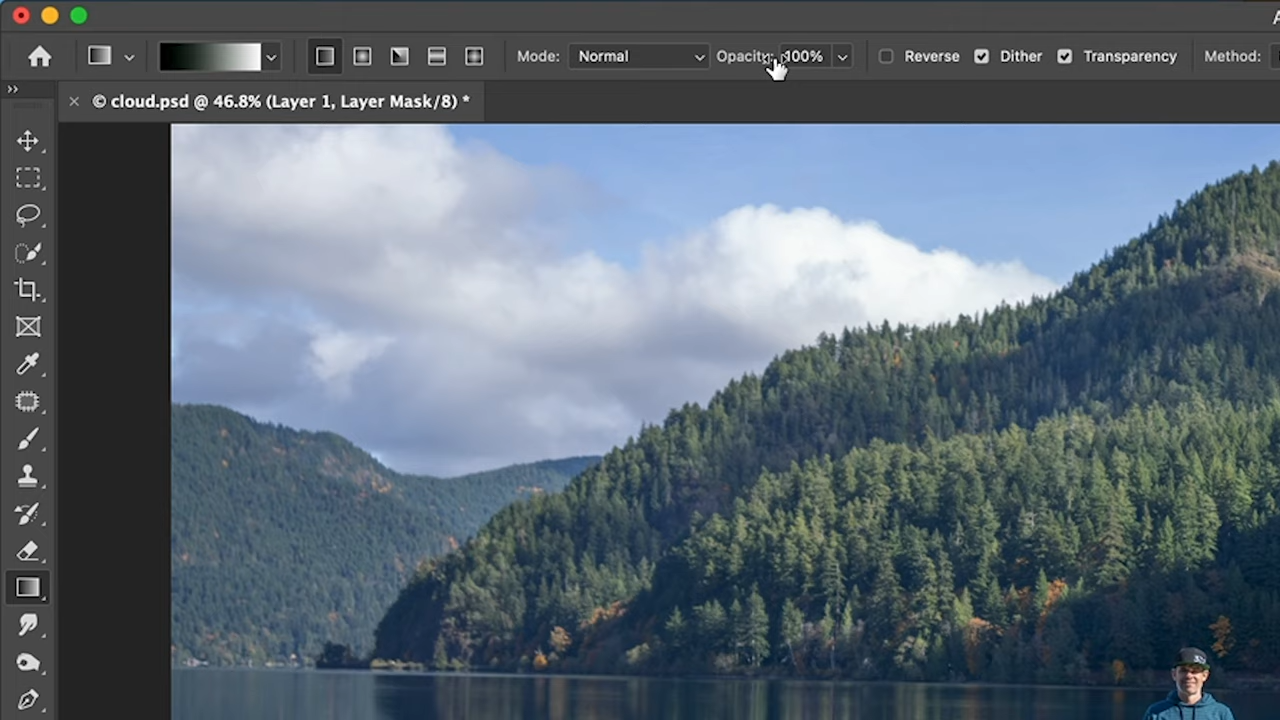 Mode: Normal Opacity: 100% Reverse Dither Transparency Method:
× © cloud.psd @ 46.8% (Layer 1, Layer Mask/8) *